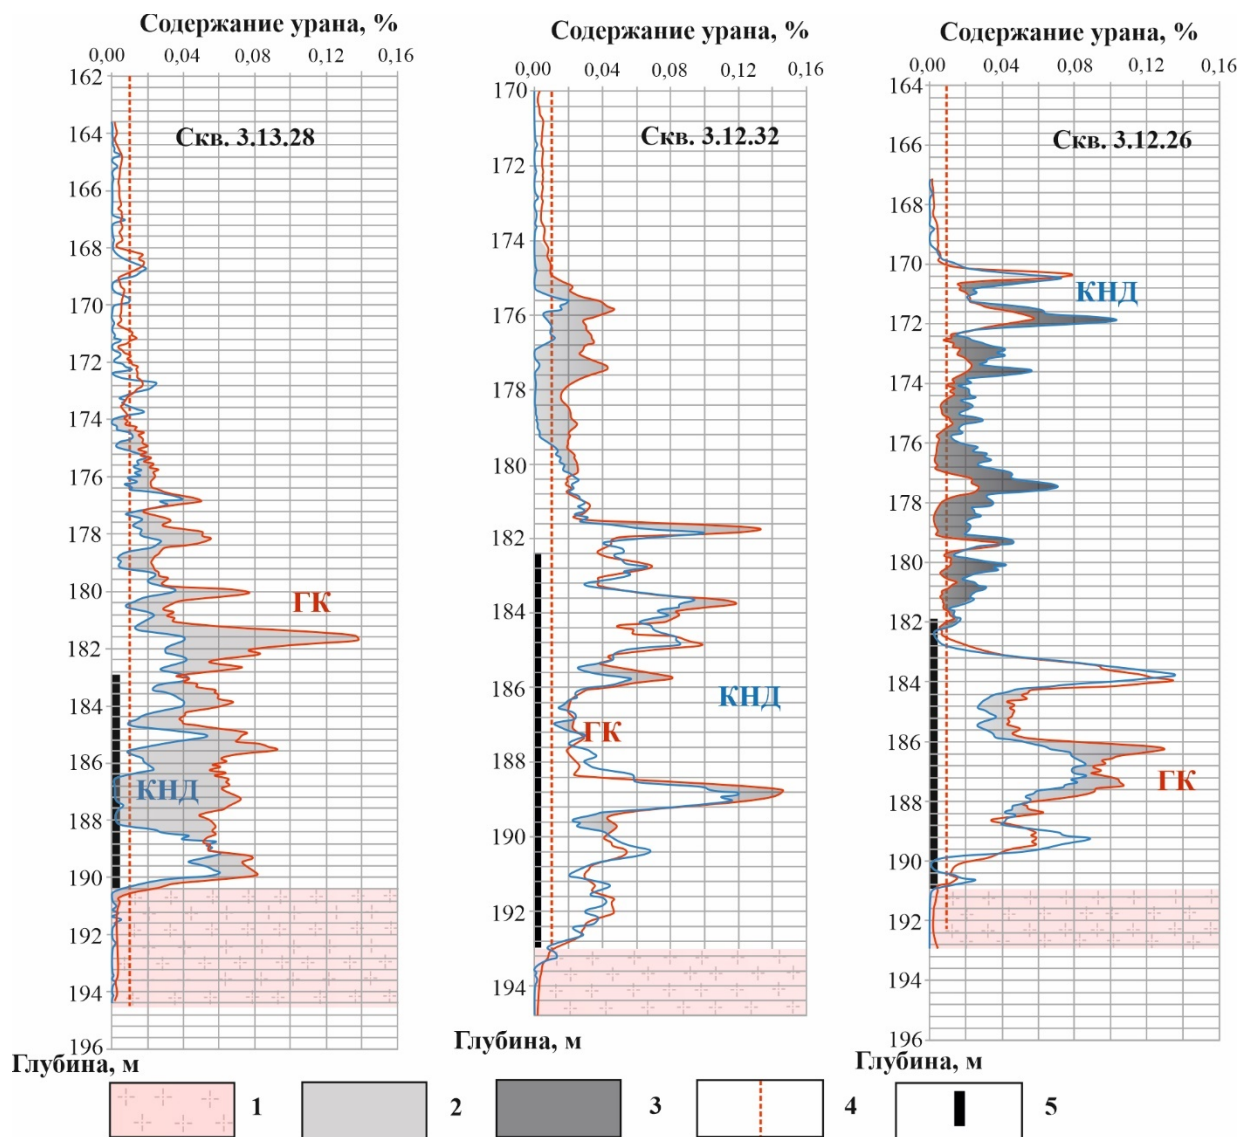 Содержание урана, %
0,00 0,04 0,08 0,12 0,16
Скв. 3.13.28
162
164
166
168
170
172
174
176
178
180
182
184
186
188
190
192
194
196
ГК
КНД
Глубина, м
Содержание урана, %
0,00 0,04 0,08 0,12 0,16
Скв. 3.12.32
170
172
174
176
178
180
182
184
186
188
190
192
194
КНД
ГК
Глубина, м
Содержание урана, %
0,00 0,04 0,08 0,12 0,16
Скв. 3.12.26
164
166
168
170
172
174
176
178
180
182
184
186
188
190
192
194
196
КНД
ГК
Глубина, м
1
2
3
4
5